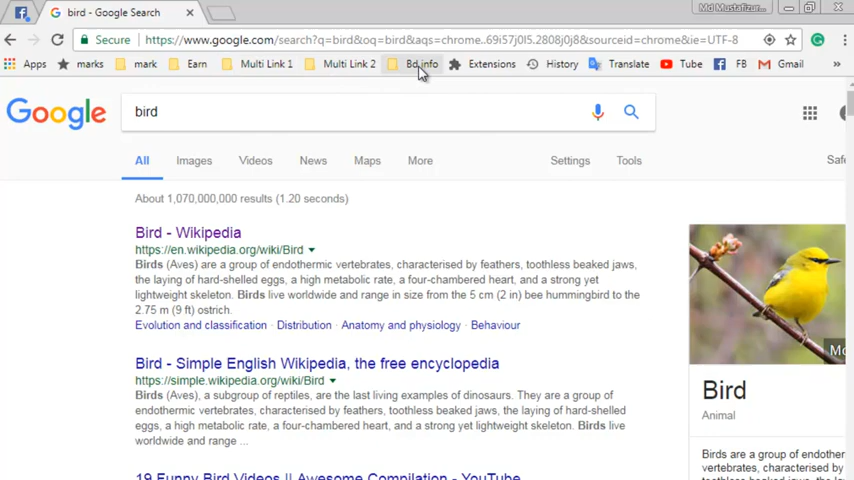 Md Mustafizur...
bird - Google Search
Secure https://www.google.com/search?q=bird&oq=bird&aqs=chrome..69i57j0l5.2808j0j8&sourceid=chrome&ie=UTF-8
Apps marks mark Earn Multi Link 1 Multi Link 2 Bd info Extensions History Translate Tube FB Gmail
Google bird
All Images Videos News Maps More Settings Tools Safe
About 1,070,000,000 results (1.20 seconds)
Bird - Wikipedia
https://en.wikipedia.org/wiki/Bird
Birds (Aves) are a group of endothermic vertebrates, characterised by feathers, toothless beaked jaws,
the laying of hard-shelled eggs, a high metabolic rate, a four-chambered heart, and a strong yet
lightweight skeleton. Birds live worldwide and range in size from the 5 cm (2 in) bee hummingbird to the
2.75 m (9 ft) ostrich.
Evolution and classification · Distribution · Anatomy and physiology · Behaviour
Bird - Simple English Wikipedia, the free encyclopedia
https://simple.wikipedia.org/wiki/Bird
Birds (Aves), a subgroup of reptiles, are the last living examples of dinosaurs. They are a group of
endothermic vertebrates, characterised by feathers, toothless beaked jaws, the laying of hard-shelled
eggs, a high metabolic rate, a four-chambered heart, and a strong yet lightweight skeleton. Birds live
worldwide and range ...
19 Funny Bird Videos || Awesome Compilation - YouTube
Mo
Bird
Animal
Birds are a group of
vertebrates, characterised by